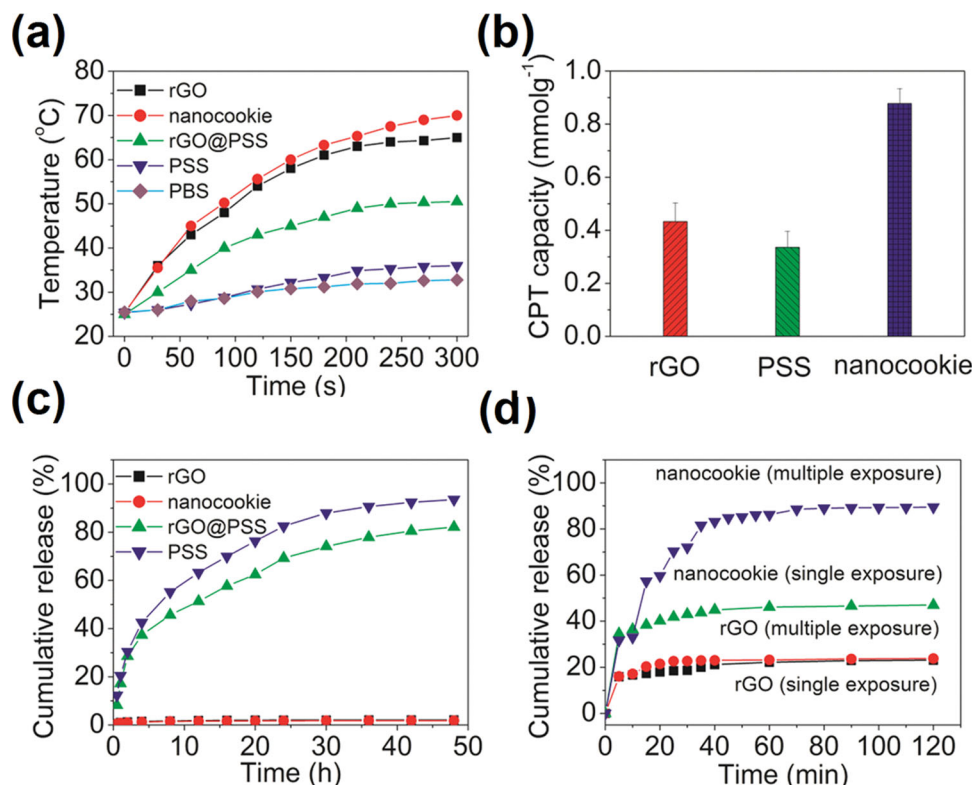 (a)
80
70
60
50
40
30
20
Temperature (°C)
rGO
nanocookie
rGO@PSS
PSS
PBS
0 50 100 150 200 250 300
Time (s)
(b)
1.0
0.8
0.6
0.4
0.2
0.0
CPT capacity (mmolg⁻¹)
rGO PSS nanocookie
(c)
100
80
60
40
20
0
Cumulative release (%)
rGO
nanocookie
rGO@PSS
PSS
0 10 20 30 40 50
Time (h)
(d)
100
80
60
40
20
0
Cumulative release (%)
nanocookie (multiple exposure)
nanocookie (single exposure)
rGO (multiple exposure)
rGO (single exposure)
0 20 40 60 80 100 120
Time (min)